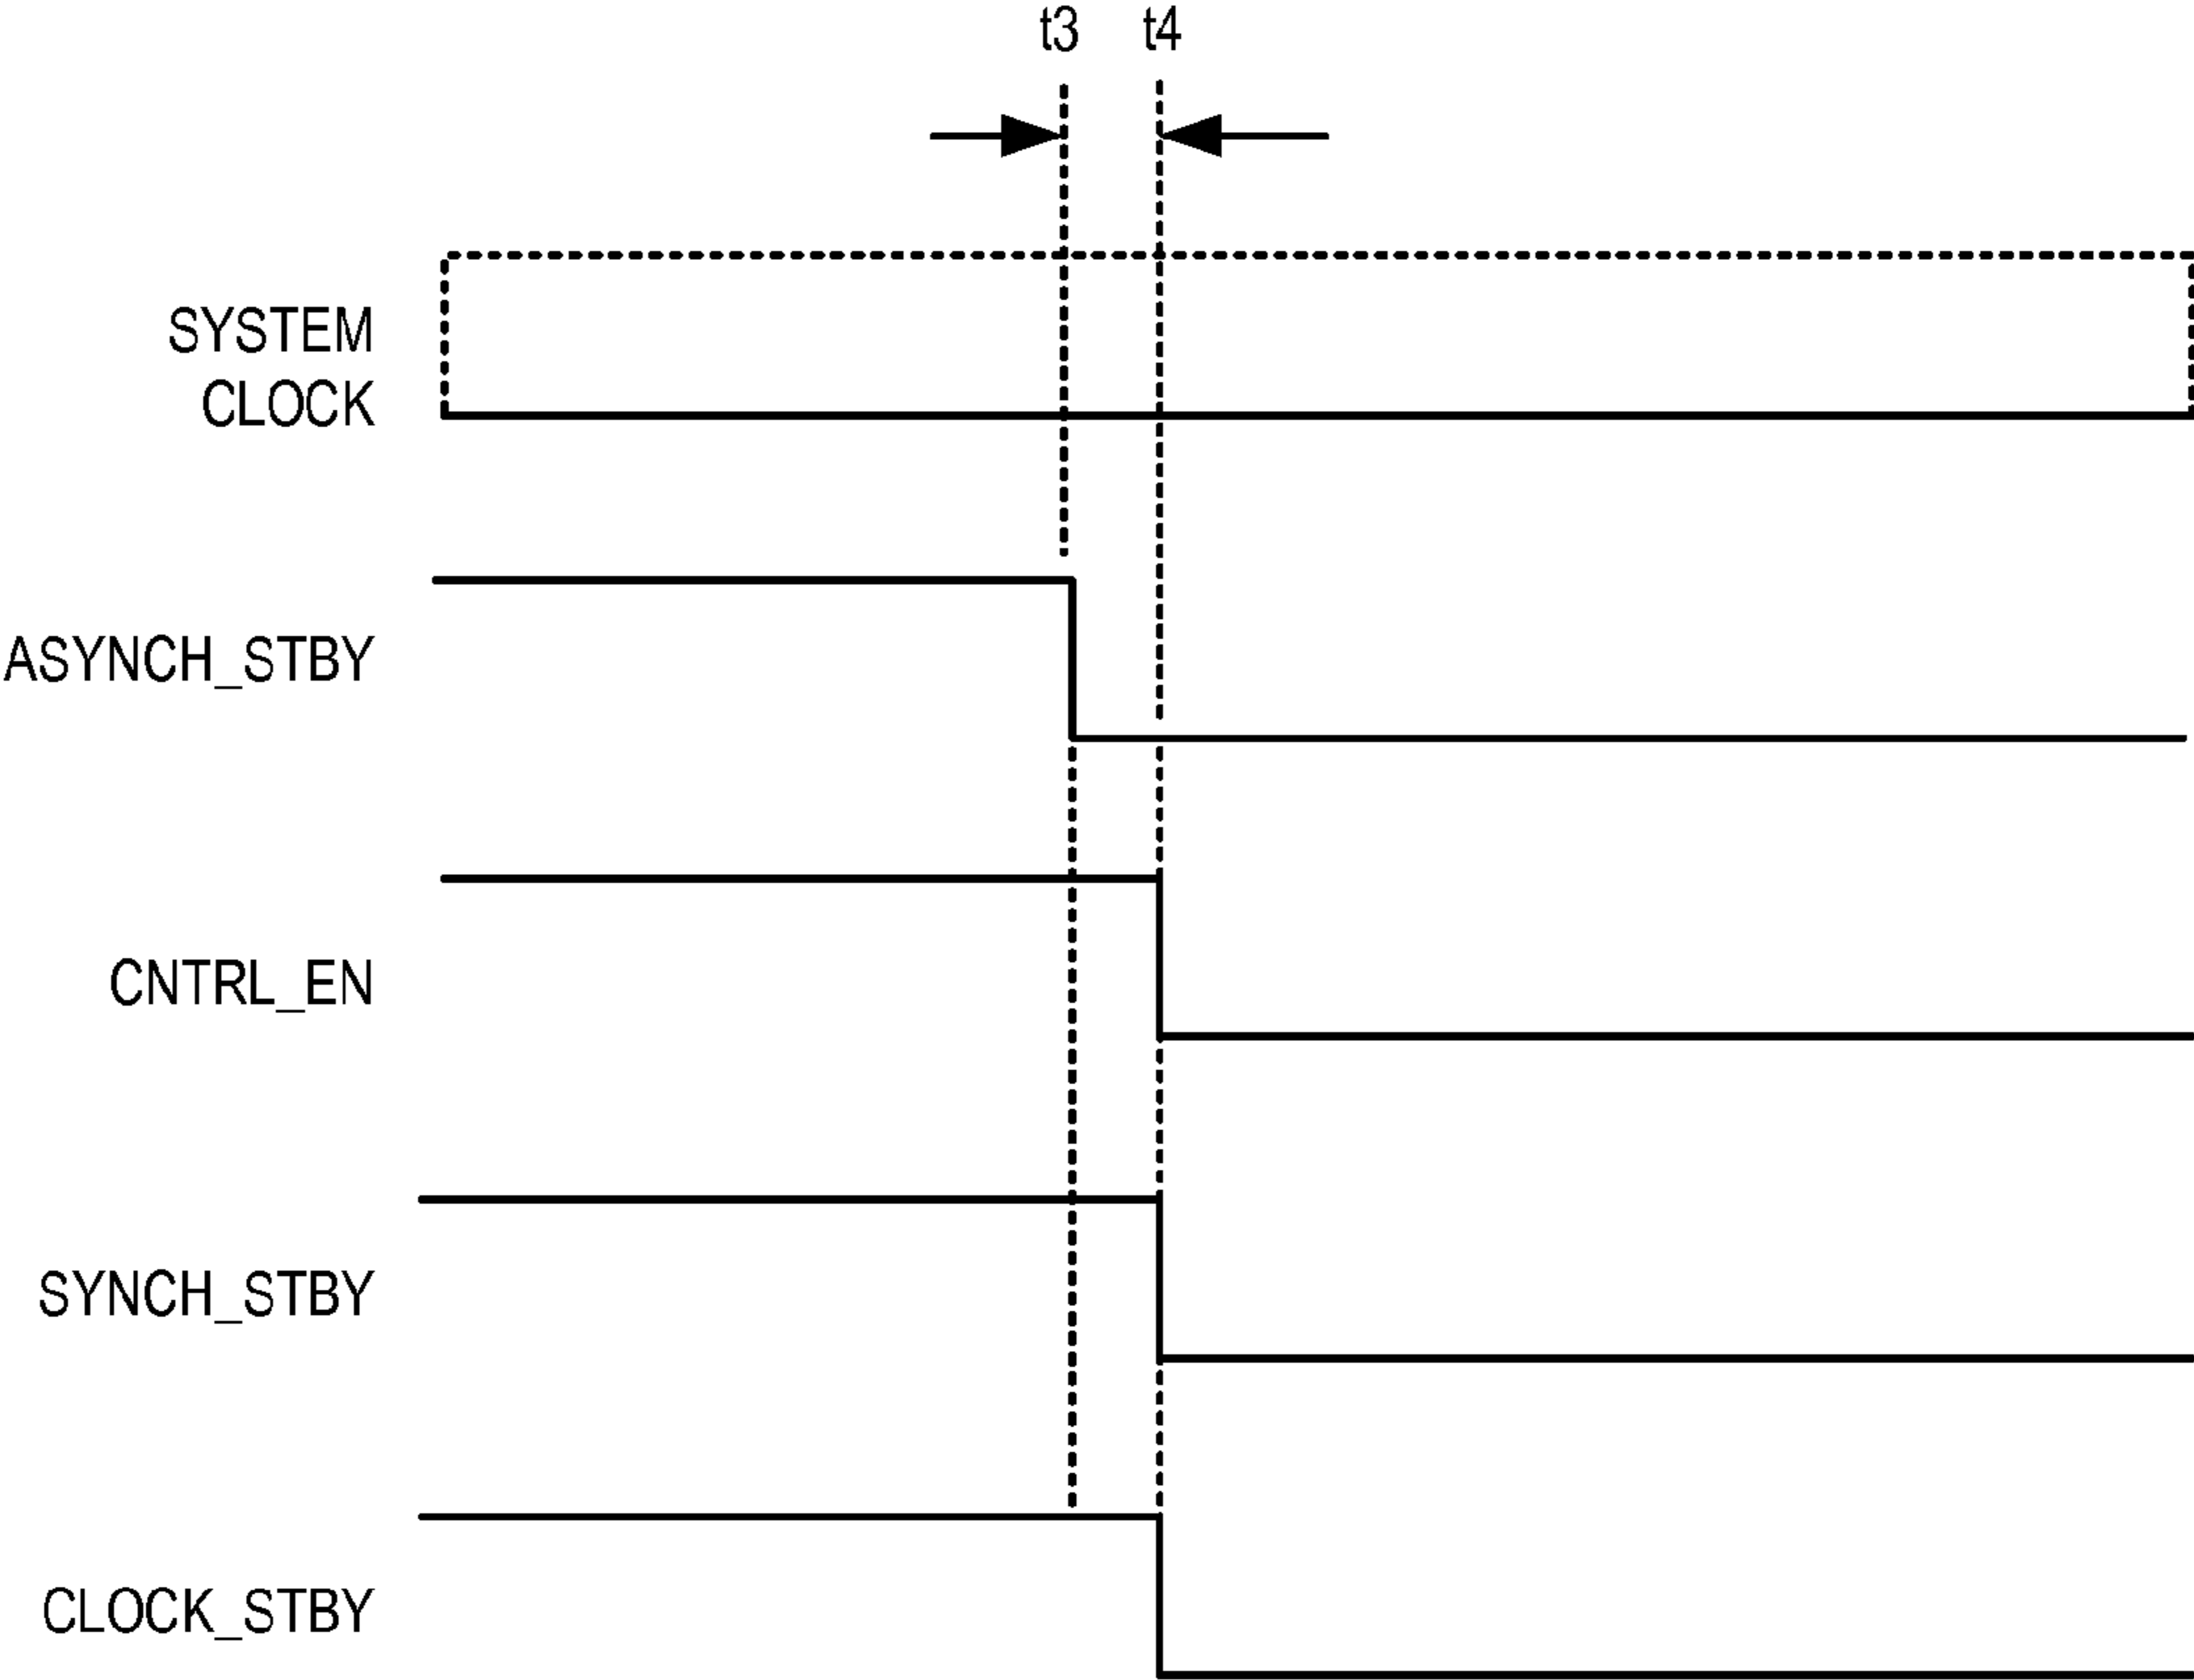 t3 t4
SYSTEM
CLOCK
ASYNCH_STBY
CNTRL_EN
SYNCH_STBY
CLOCK_STBY